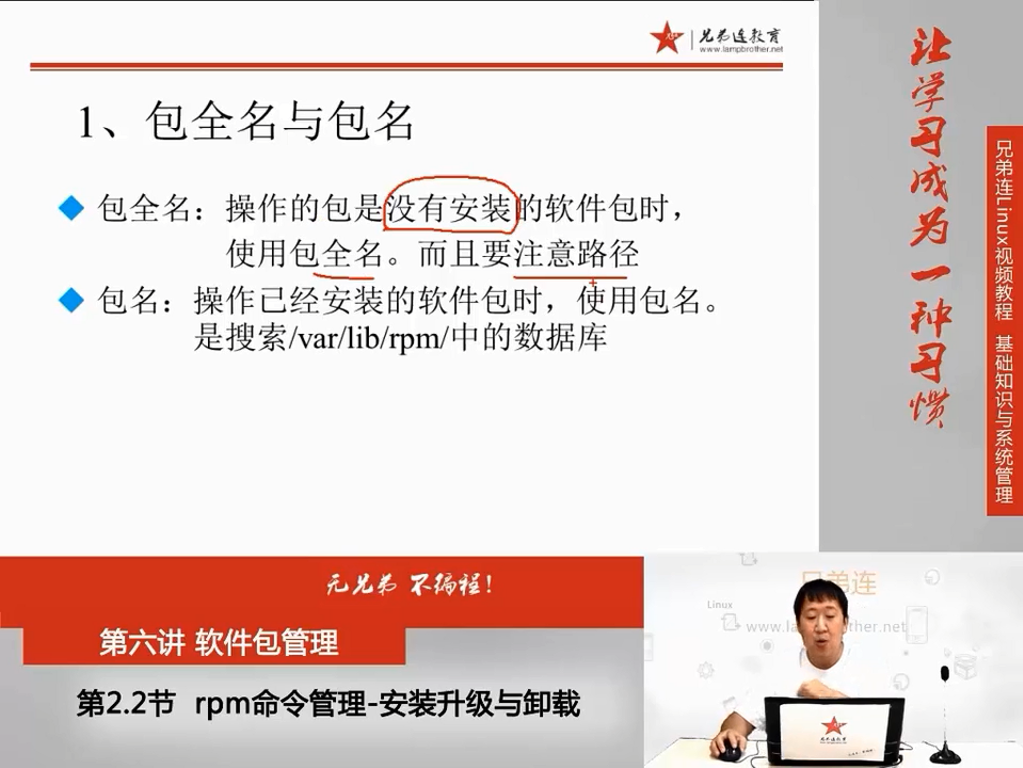 兄弟连教育
www.lampbrother.net
1、包全名与包名
包全名：操作的包是没有安装的软件包时，
使用包全名。而且要注意路径
包名：操作已经安装的软件包时，使用包名。
是搜索/var/lib/rpm/中的数据库
让学习成为一种习惯
兄弟连Linux视频教程 基础知识与系统管理
无兄弟 不编程！
第六讲 软件包管理
第2.2节 rpm命令管理-安装升级与卸载
兄弟连
Linux
兄弟连教育